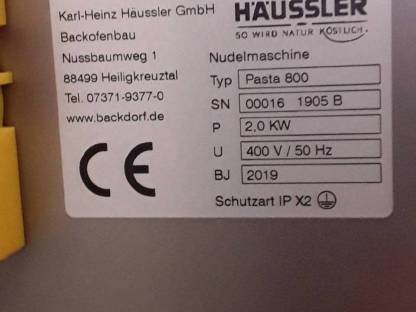 Karl-Heinz Häussler GmbH
Backofenbau
Nussbaumweg 1
88499 Heiligkreuztal
Tel. 07371-9377-0
www.backdorf.de
CE
HÄUSSLER
SO WIRD NATUR KÖSTLICH.
Nudelmaschine
Typ Pasta 800
SN 00016 1905 B
P 2,0 KW
U 400 V / 50 Hz
BJ 2019
Schutzart IP X2